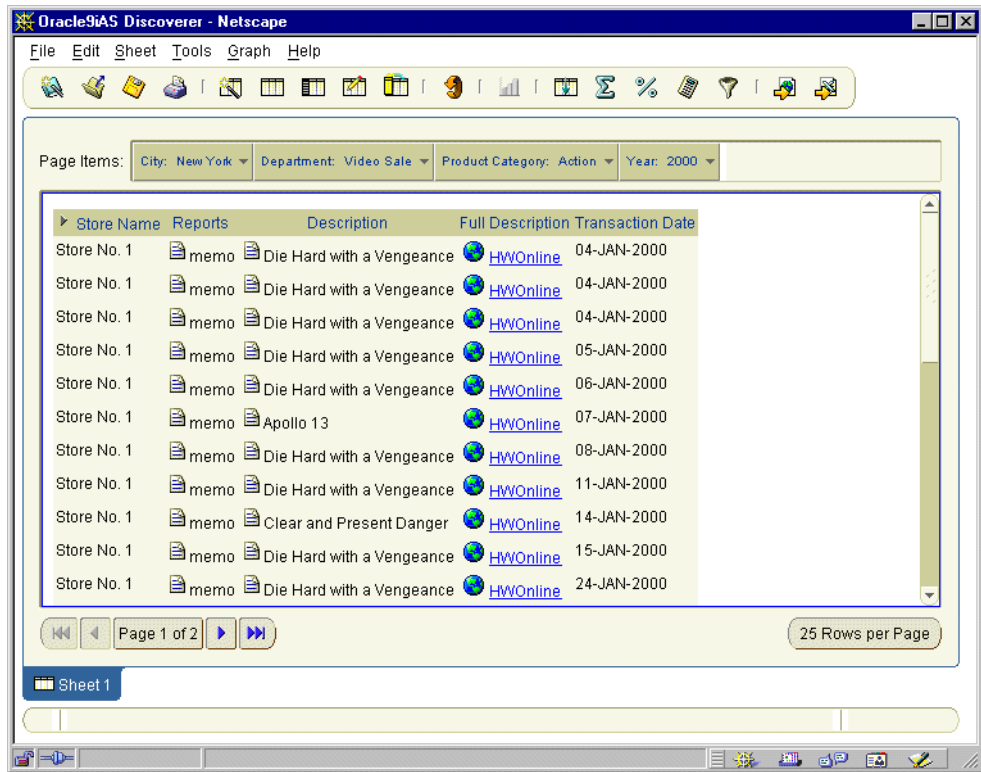 Oracle9iAS Discoverer - Netscape
File Edit Sheet Tools Graph Help
Page Items: City: New York Department: Video Sale Product Category: Action Year: 2000
Store Name Reports Description Full Description Transaction Date
Store No. 1 memo Die Hard with a Vengeance HWOnline 04-JAN-2000
Store No. 1 memo Die Hard with a Vengeance HWOnline 04-JAN-2000
Store No. 1 memo Die Hard with a Vengeance HWOnline 04-JAN-2000
Store No. 1 memo Die Hard with a Vengeance HWOnline 05-JAN-2000
Store No. 1 memo Die Hard with a Vengeance HWOnline 06-JAN-2000
Store No. 1 memo Apollo 13 HWOnline 07-JAN-2000
Store No. 1 memo Die Hard with a Vengeance HWOnline 08-JAN-2000
Store No. 1 memo Die Hard with a Vengeance HWOnline 11-JAN-2000
Store No. 1 memo Clear and Present Danger HWOnline 14-JAN-2000
Store No. 1 memo Die Hard with a Vengeance HWOnline 15-JAN-2000
Store No. 1 memo Die Hard with a Vengeance HWOnline 24-JAN-2000
Page 1 of 2 25 Rows per Page
Sheet 1